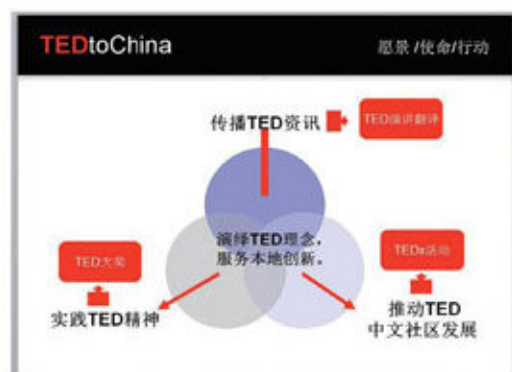 TEDtoChina
愿景 /使命/行动
传播TED资讯
TED演讲翻译
演绎TED理念，
服务本地创新。
TED大奖
TEDx活动
实践TED精神
推动TED
中文社区发展